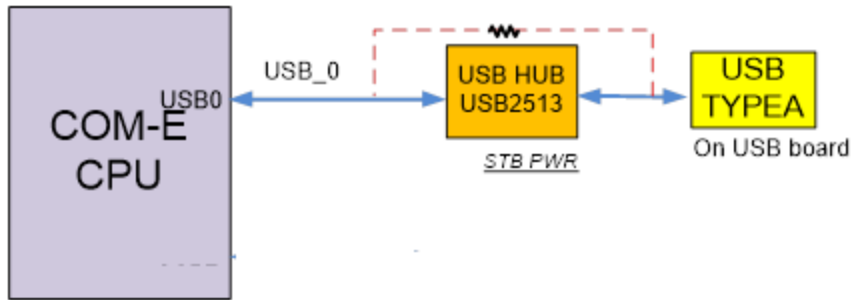 USB0
COM-E
CPU
USB_0
USB HUB
USB2513
STB PWR
USB
TYPEA
On USB board